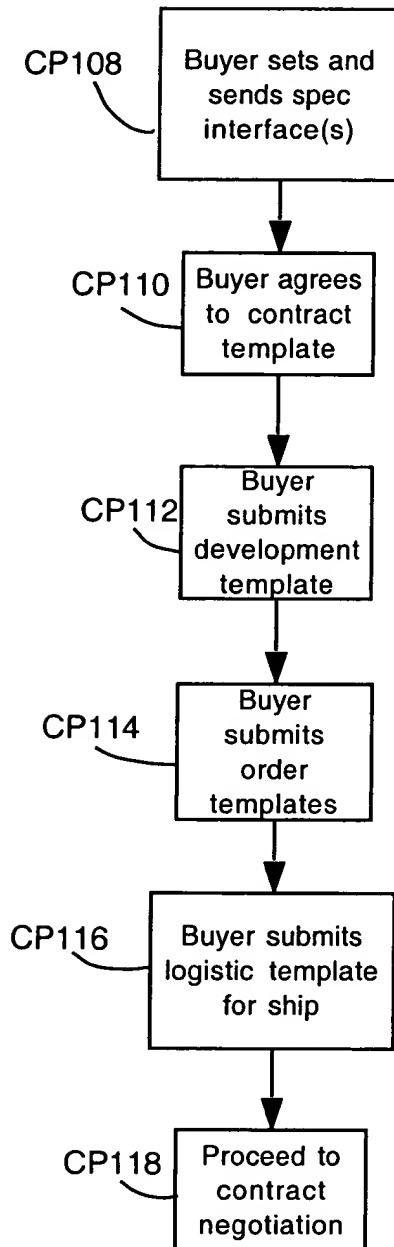 CP108
Buyer sets and
sends spec
interface(s)
CP110
Buyer agrees
to contract
template
CP112
Buyer
submits
development
template
CP114
Buyer
submits
order
templates
CP116
Buyer submits
logistic template
for ship
CP118
Proceed to
contract
negotiation